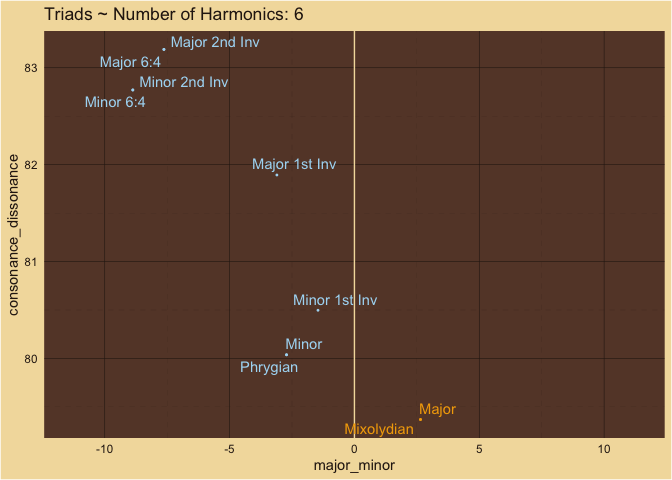 Triads ~ Number of Harmonics: 6
Major 2nd Inv
83
Major 6:4
Minor 2nd Inv
Minor 6:4
82
Major 1st Inv
consonance_dissonance
81
Minor 1st Inv
Minor
80
Phrygian
Major
Mixolydian
-10 -5 0 5 10
major_minor